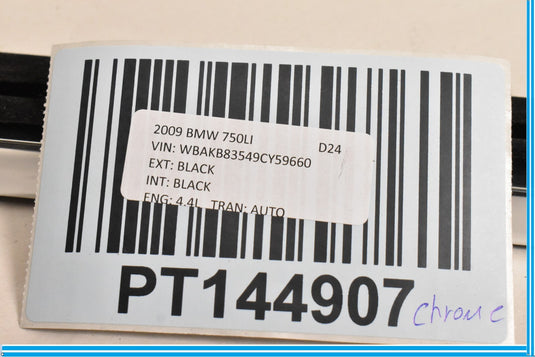 2009 BMW 750LI D24
VIN: WBAKB83549CY59660
EXT: BLACK
INT: BLACK
ENG: 4.4L TRAN: AUTO
PT144907 chrome